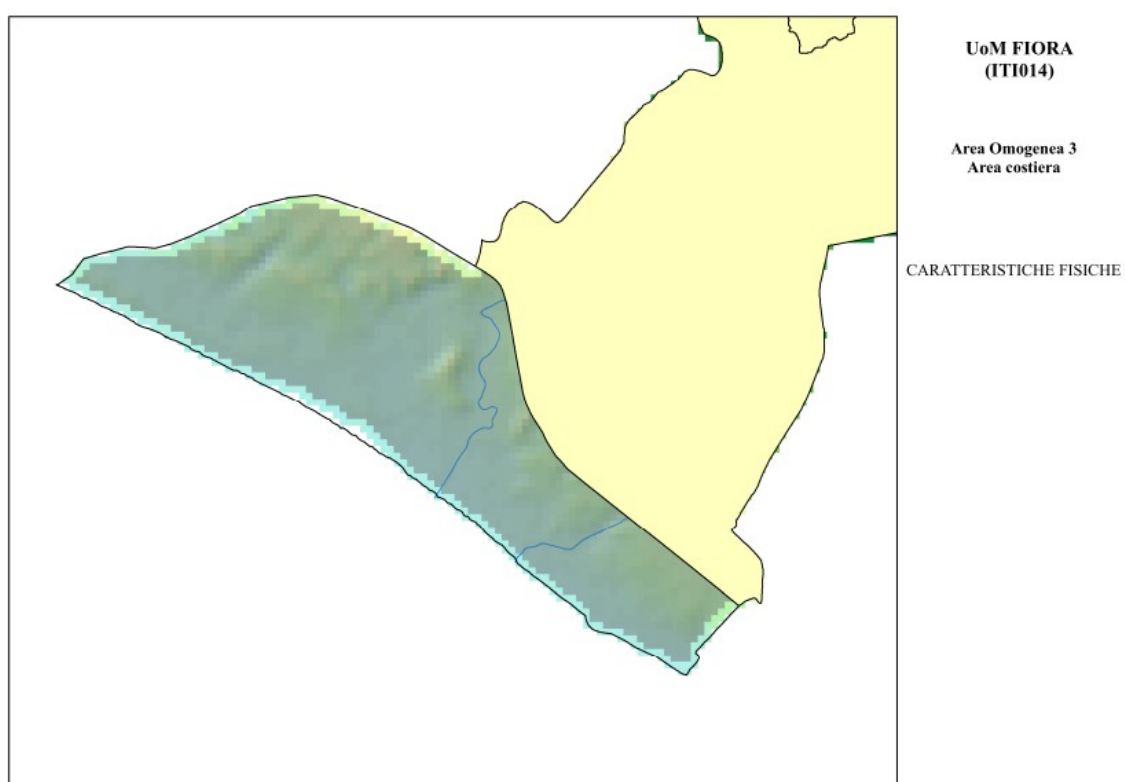 UoM FIORA
(ITI014)
Area Omogenea 3
Area costiera
CARATTERISTICHE FISICHE